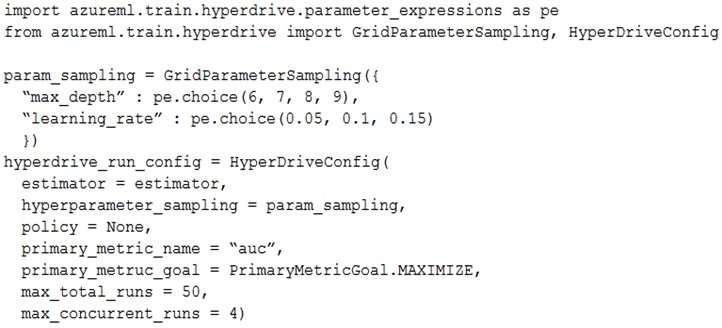 import azureml.train.hyperdrive.parameter_expressions as pe
from azureml.train.hyperdrive import GridParameterSampling, HyperDriveConfig
param_sampling = GridParameterSampling({
“max_depth” : pe.choice(6, 7, 8, 9),
“learning_rate” : pe.choice(0.05, 0.1, 0.15)
})
hyperdrive_run_config = HyperDriveConfig(
estimator = estimator,
hyperparameter_sampling = param_sampling,
policy = None,
primary_metric_name = “auc”,
primary_metruc_goal = PrimaryMetricGoal.MAXIMIZE,
max_total_runs = 50,
max_concurrent_runs = 4)